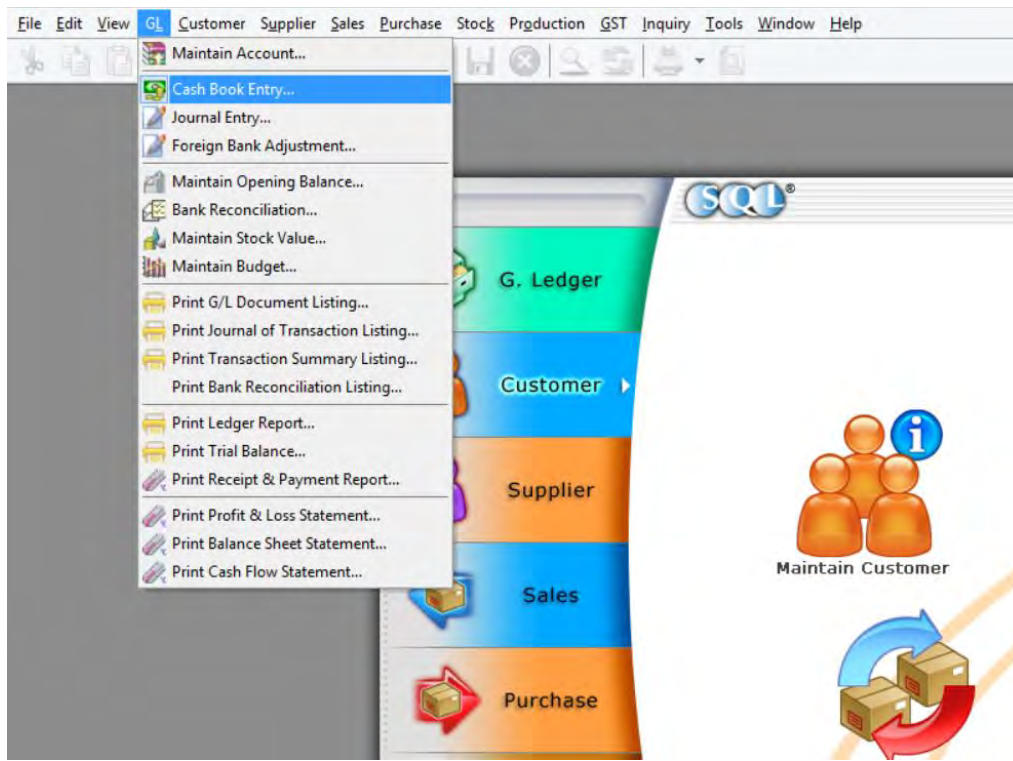 File Edit View GL Customer Supplier Sales Purchase Stock Production GST Inquiry Tools Window Help
Maintain Account...
Cash Book Entry...
Journal Entry...
Foreign Bank Adjustment...
Maintain Opening Balance...
Bank Reconciliation...
Maintain Stock Value...
Maintain Budget...
Print G/L Document Listing...
Print Journal of Transaction Listing...
Print Transaction Summary Listing...
Print Bank Reconciliation Listing...
Print Ledger Report...
Print Trial Balance...
Print Receipt & Payment Report...
Print Profit & Loss Statement...
Print Balance Sheet Statement...
Print Cash Flow Statement...
SQL®
G. Ledger
Customer
Supplier
Sales
Purchase
Maintain Customer